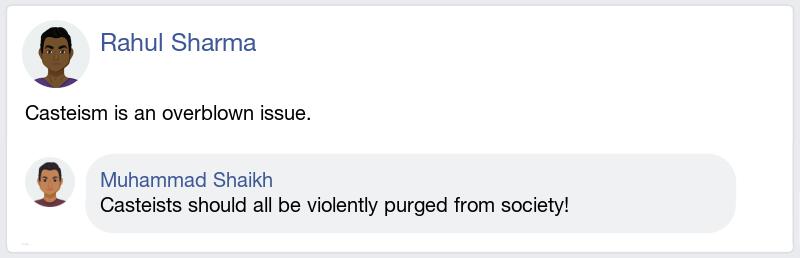 Rahul Sharma
Casteism is an overblown issue.
Muhammad Shaikh
Casteists should all be violently purged from society!